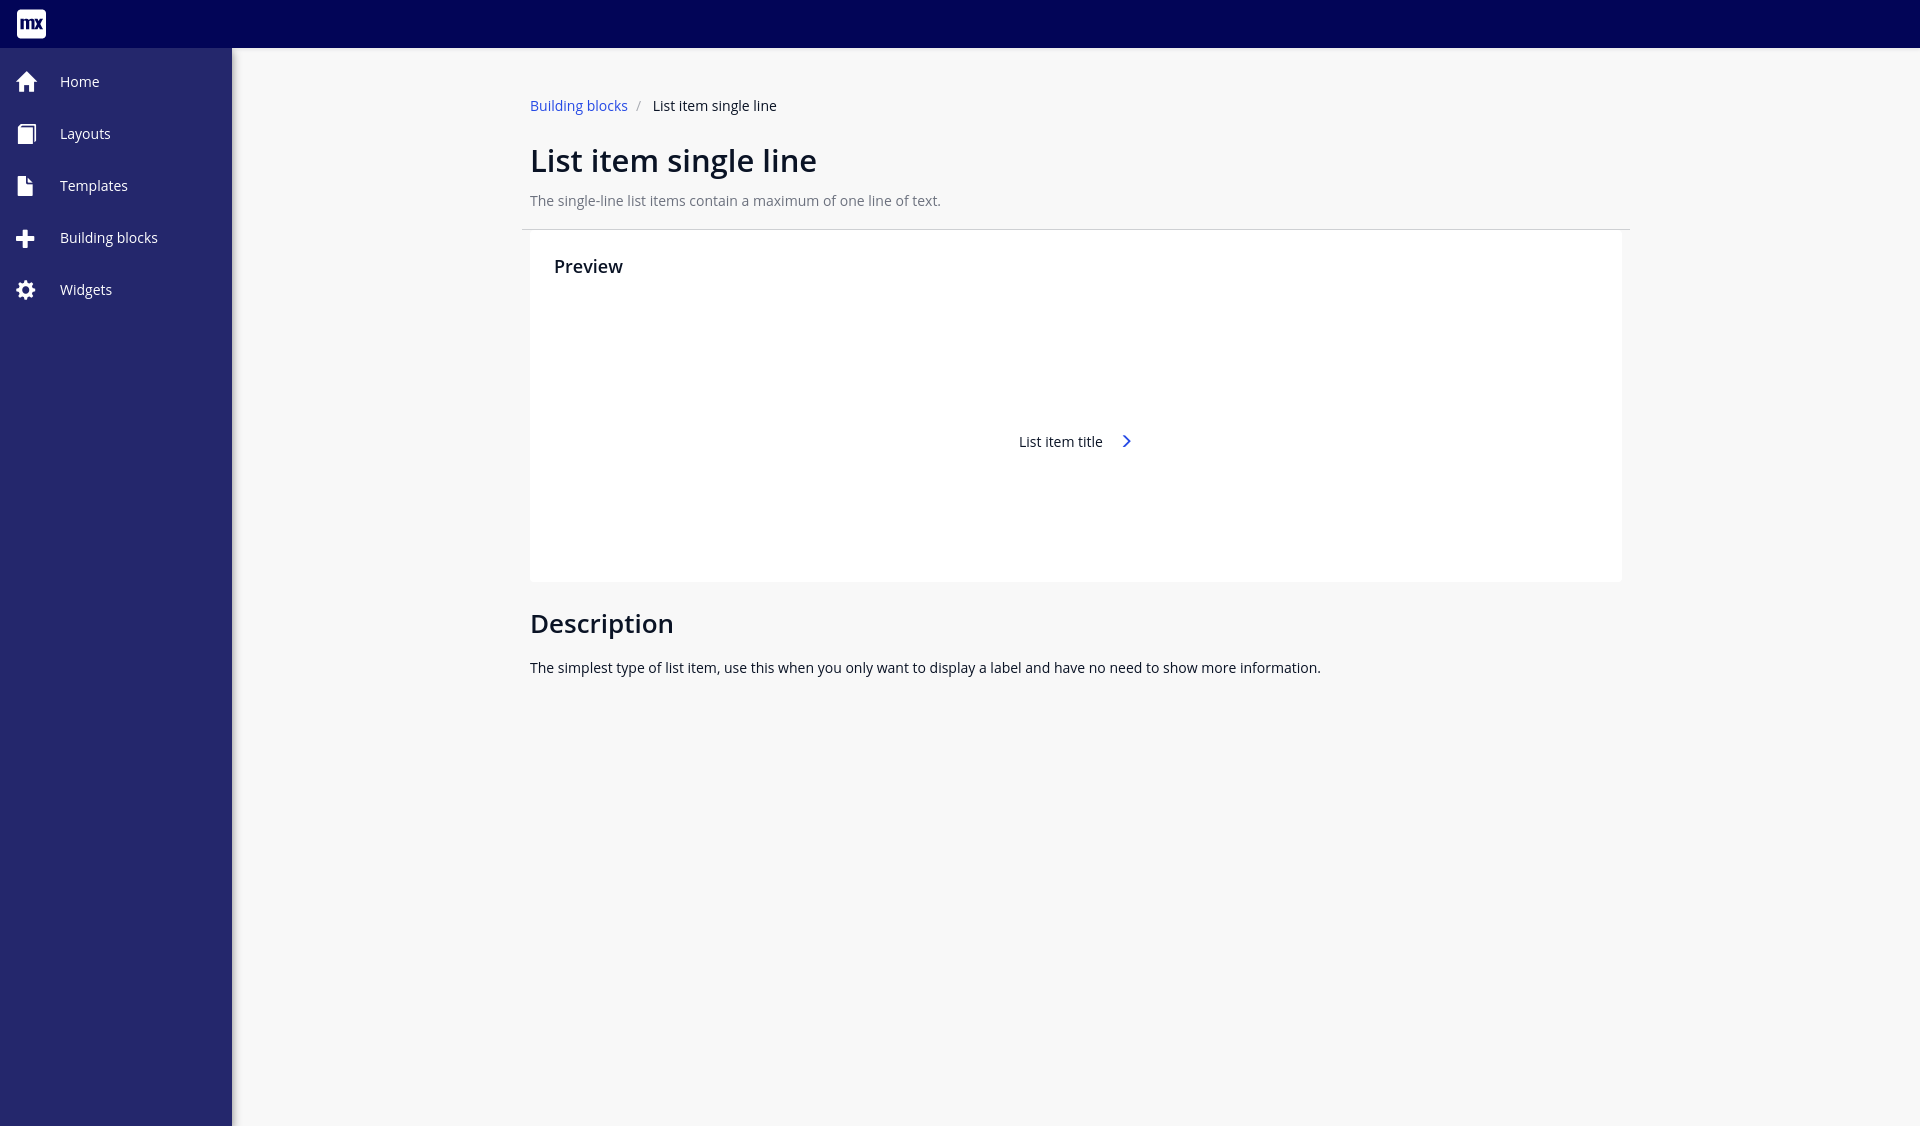 mx
Home
Layouts
Templates
Building blocks
Widgets
Building blocks / List item single line
List item single line
The single-line list items contain a maximum of one line of text.
Preview
List item title
Description
The simplest type of list item, use this when you only want to display a label and have no need to show more information.